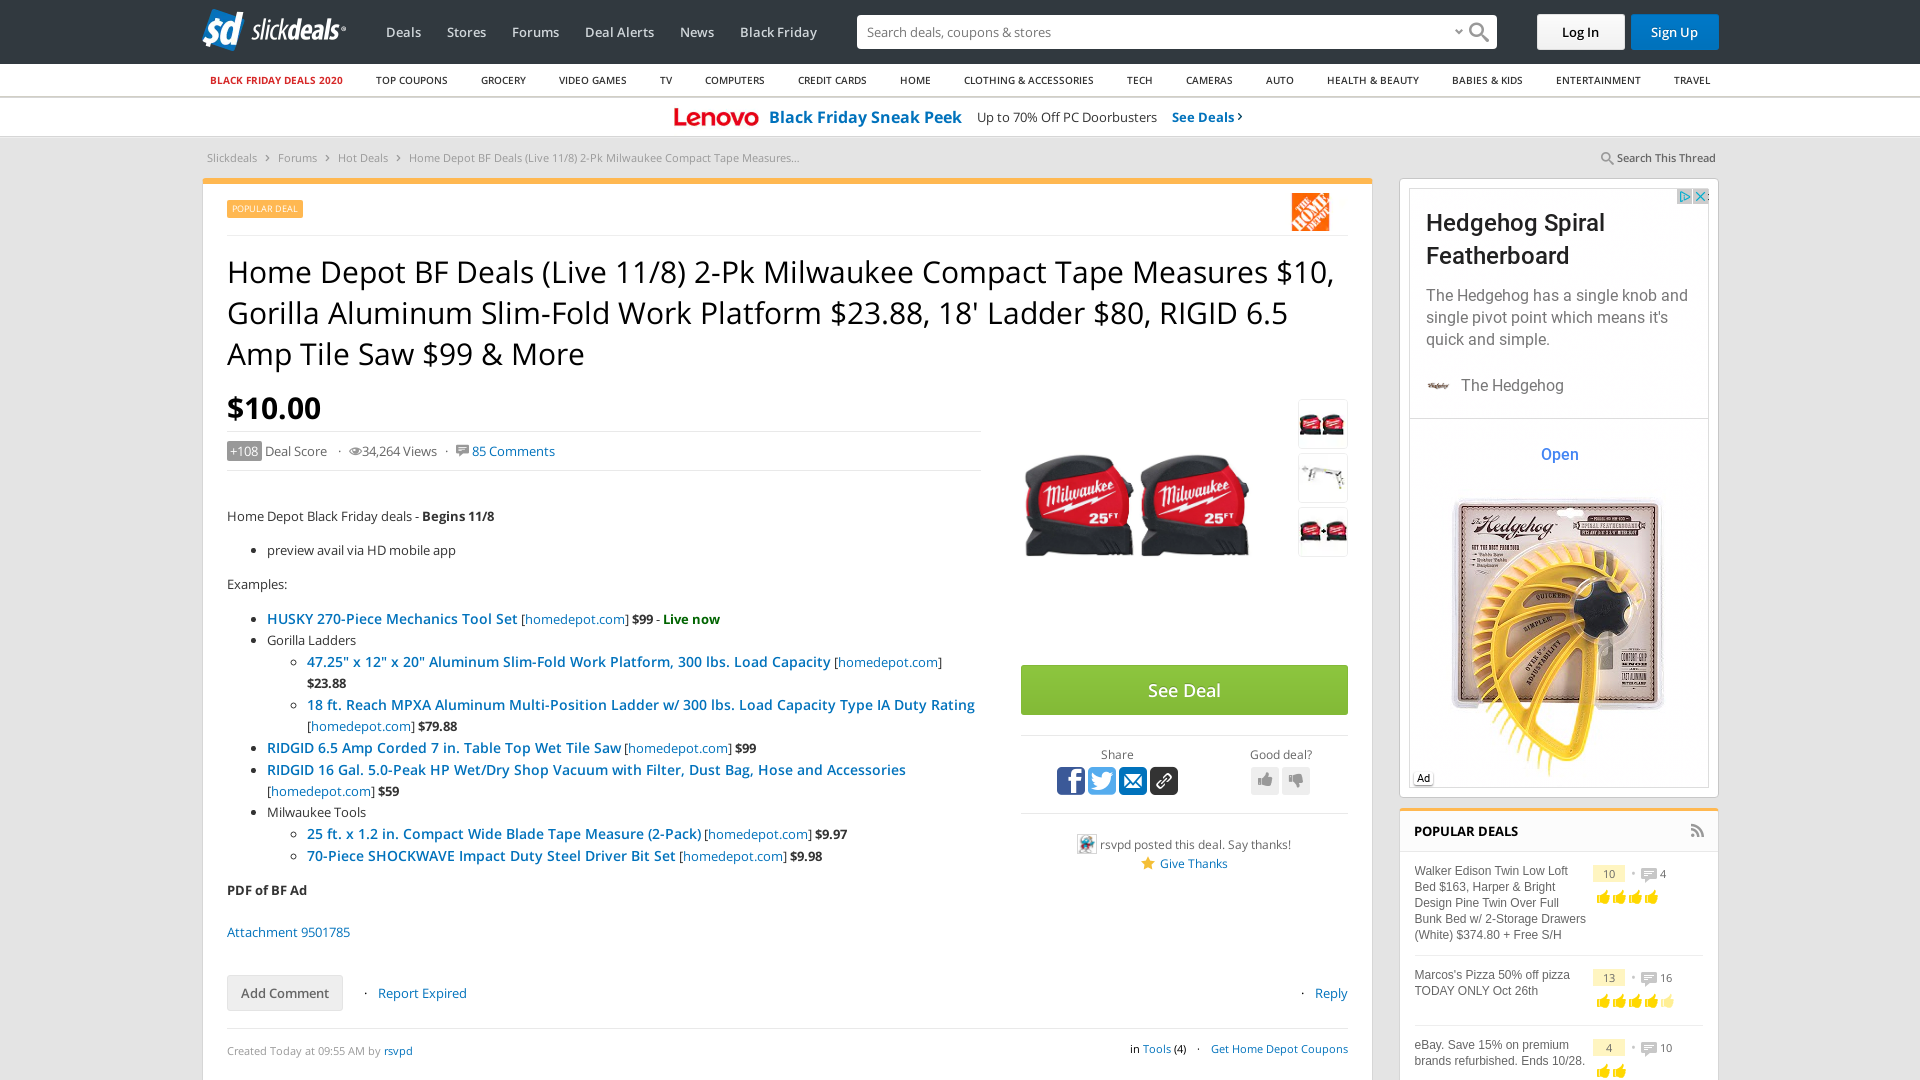 slickdeals
Deals
Stores
Forums
Deal Alerts
News
Black Friday
Search deals, coupons & stores
Log In
Sign Up
BLACK FRIDAY DEALS 2020
TOP COUPONS
GROCERY
VIDEO GAMES
TV
COMPUTERS
CREDIT CARDS
HOME
CLOTHING & ACCESSORIES
TECH
CAMERAS
AUTO
HEALTH & BEAUTY
BABIES & KIDS
ENTERTAINMENT
TRAVEL
Lenovo Black Friday Sneak Peek Up to 70% Off PC Doorbusters See Deals ›
Slickdeals › Forums › Hot Deals › Home Depot BF Deals (Live 11/8) 2-Pk Milwaukee Compact Tape Measures...
Search This Thread
POPULAR DEAL
THE HOME DEPOT
Home Depot BF Deals (Live 11/8) 2-Pk Milwaukee Compact Tape Measures $10,
Gorilla Aluminum Slim-Fold Work Platform $23.88, 18' Ladder $80, RIGID 6.5
Amp Tile Saw $99 & More
$10.00
+108 Deal Score · 34,264 Views · 85 Comments
Home Depot Black Friday deals - Begins 11/8
• preview avail via HD mobile app
Examples:
• HUSKY 270-Piece Mechanics Tool Set [homedepot.com] $99 - Live now
• Gorilla Ladders
◦ 47.25" x 12" x 20" Aluminum Slim-Fold Work Platform, 300 lbs. Load Capacity [homedepot.com]
$23.88
◦ 18 ft. Reach MPXA Aluminum Multi-Position Ladder w/ 300 lbs. Load Capacity Type IA Duty Rating
[homedepot.com] $79.88
• RIDGID 6.5 Amp Corded 7 in. Table Top Wet Tile Saw [homedepot.com] $99
• RIDGID 16 Gal. 5.0-Peak HP Wet/Dry Shop Vacuum with Filter, Dust Bag, Hose and Accessories
[homedepot.com] $59
• Milwaukee Tools
◦ 25 ft. x 1.2 in. Compact Wide Blade Tape Measure (2-Pack) [homedepot.com] $9.97
◦ 70-Piece SHOCKWAVE Impact Duty Steel Driver Bit Set [homedepot.com] $9.98
PDF of BF Ad
Attachment 9501785
Milwaukee
25FT
Milwaukee
25FT
See Deal
Share
Good deal?
rsvpd posted this deal. Say thanks!
Give Thanks
Add Comment · Report Expired
· Reply
Created Today at 09:55 AM by rsvpd
in Tools (4) · Get Home Depot Coupons
Hedgehog Spiral
Featherboard
The Hedgehog has a single knob and
single pivot point which means it's
quick and simple.
The Hedgehog
Open
The Hedgehog
QUICKER!
SIMPLER!
Ad
POPULAR DEALS
Walker Edison Twin Low Loft
Bed $163, Harper & Bright
Design Pine Twin Over Full
Bunk Bed w/ 2-Storage Drawers
(White) $374.80 + Free S/H
10 • 4
Marcos's Pizza 50% off pizza
TODAY ONLY Oct 26th
13 • 16
eBay. Save 15% on premium
brands refurbished. Ends 10/28.
4 • 10